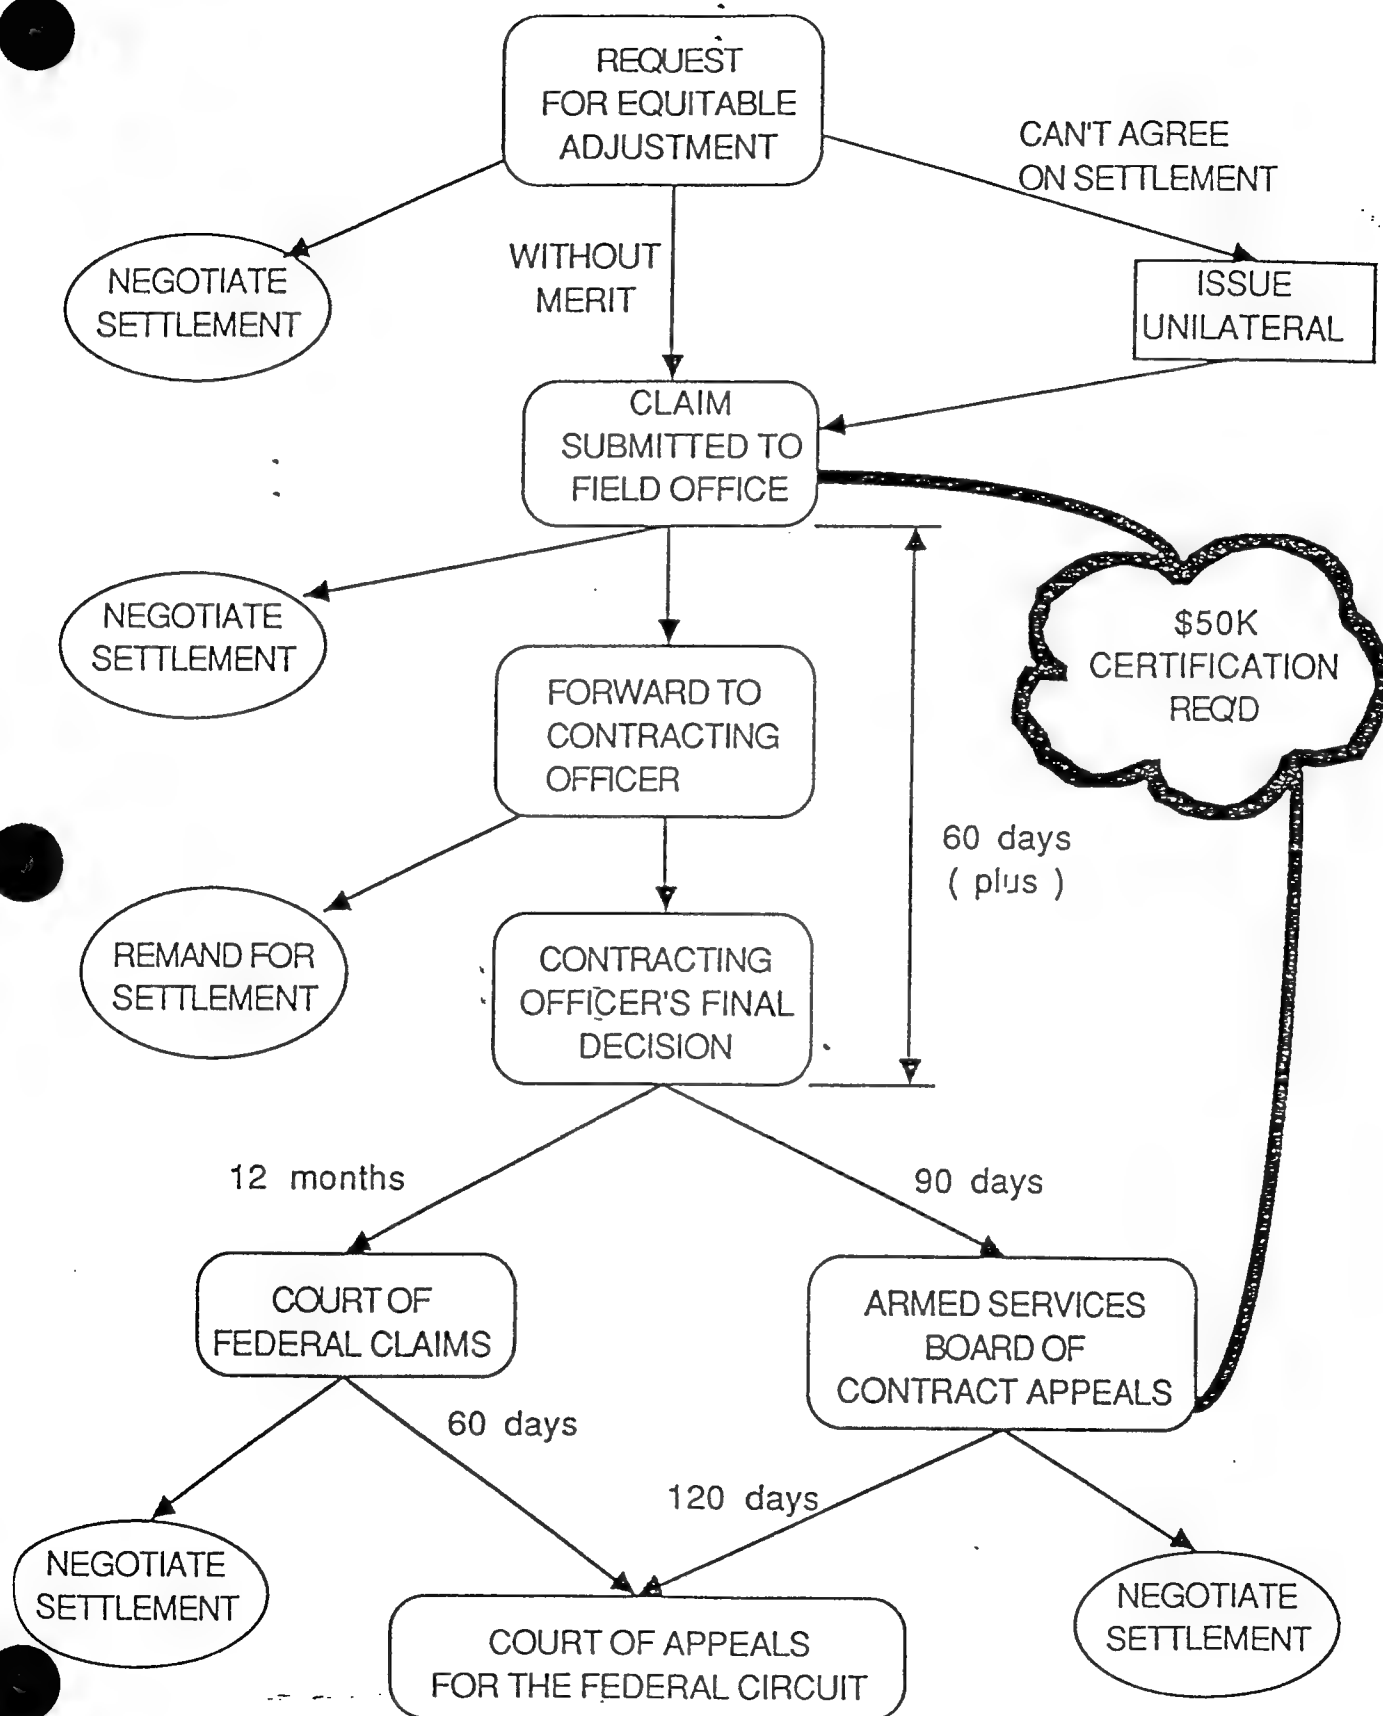 REQUEST
FOR EQUITABLE
ADJUSTMENT
CAN'T AGREE
ON SETTLEMENT
WITHOUT
MERIT
NEGOTIATE
SETTLEMENT
ISSUE
UNILATERAL
CLAIM
SUBMITTED TO
FIELD OFFICE
NEGOTIATE
SETTLEMENT
$50K
CERTIFICATION
REQ'D
FORWARD TO
CONTRACTING
OFFICER
60 days
( plus )
REMAND FOR
SETTLEMENT
CONTRACTING
OFFICER'S FINAL
DECISION
12 months
90 days
COURT OF
FEDERAL CLAIMS
ARMED SERVICES
BOARD OF
CONTRACT APPEALS
60 days
120 days
NEGOTIATE
SETTLEMENT
NEGOTIATE
SETTLEMENT
COURT OF APPEALS
FOR THE FEDERAL CIRCUIT